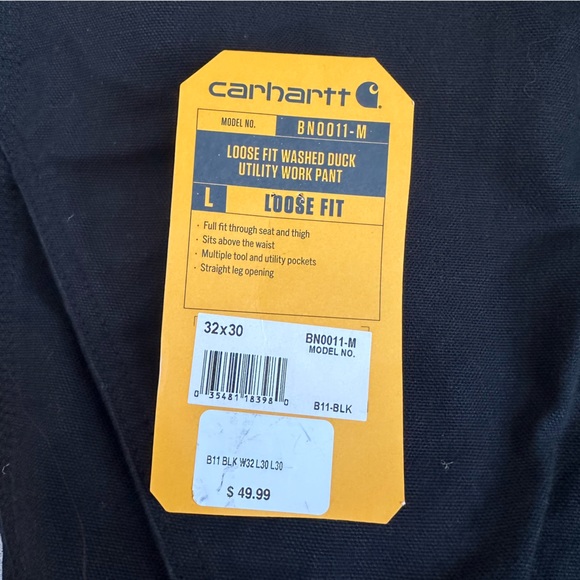 carhartt
MODEL NO. BN0011-M
LOOSE FIT WASHED DUCK
UTILITY WORK PANT
L LOOSE FIT
· Full fit through seat and thigh
· Sits above the waist
· Multiple tool and utility pockets
· Straight leg opening
32x30 BN0011-M
MODEL NO.
0 35481 18398 0
B11-BLK
B11 BLK W32 L30 L30
$ 49.99